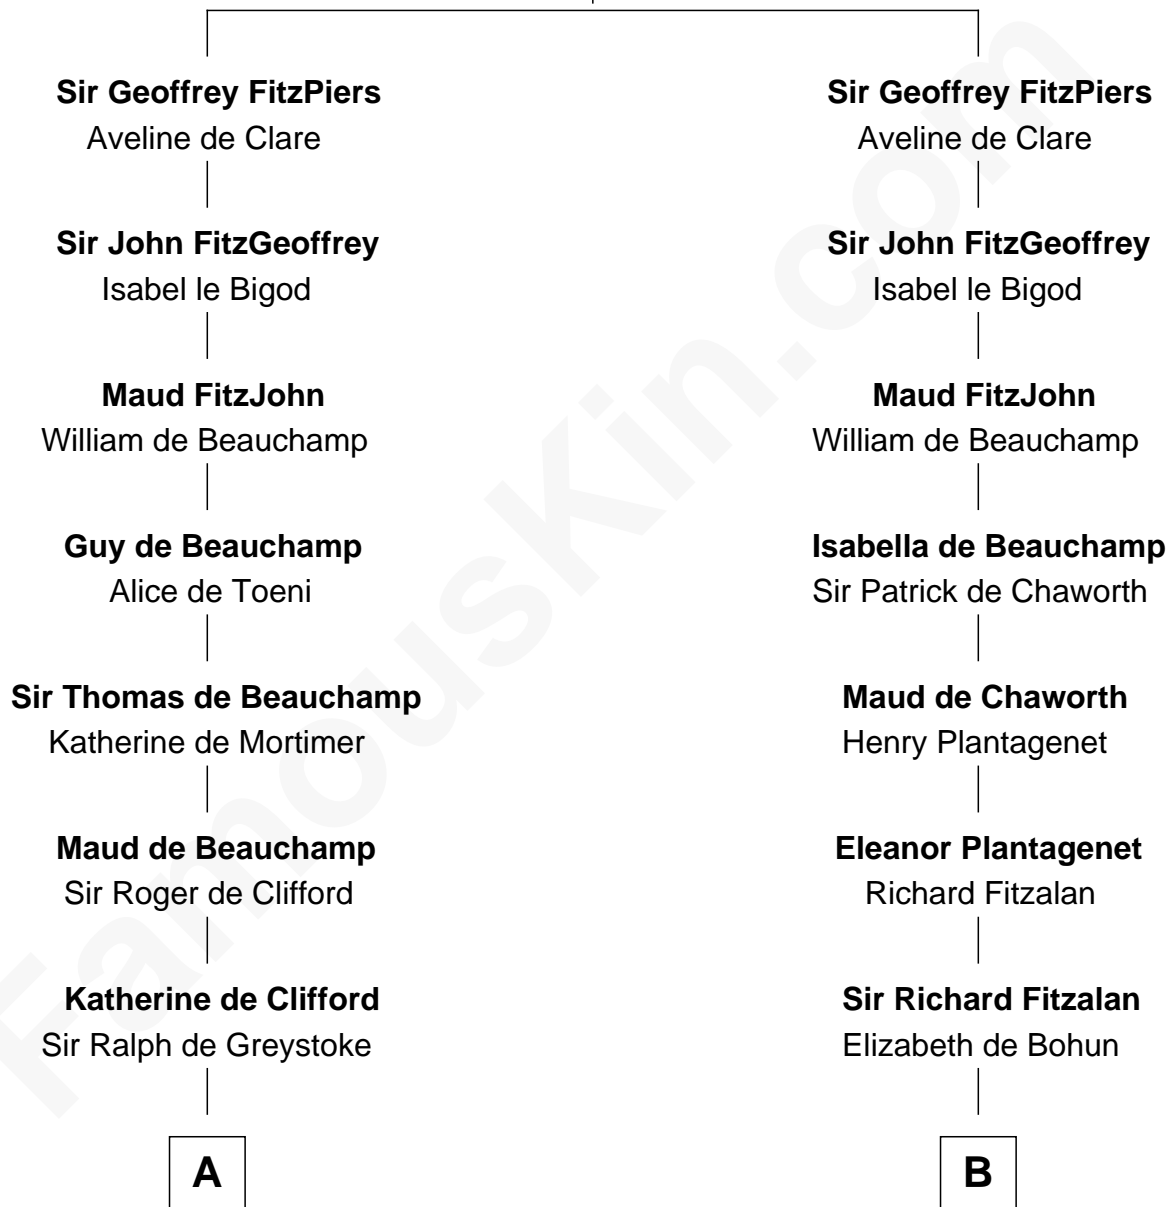 Sir Geoffrey FitzPiers
Aveline de Clare
Sir John FitzGeoffrey
Isabel le Bigod
Maud FitzJohn
William de Beauchamp
Guy de Beauchamp
Alice de Toeni
Sir Thomas de Beauchamp
Katherine de Mortimer
Maud de Beauchamp
Sir Roger de Clifford
Katherine de Clifford
Sir Ralph de Greystoke
A
Sir Geoffrey FitzPiers
Aveline de Clare
Sir John FitzGeoffrey
Isabel le Bigod
Maud FitzJohn
William de Beauchamp
Isabella de Beauchamp
Sir Patrick de Chaworth
Maud de Chaworth
Henry Plantagenet
Eleanor Plantagenet
Richard Fitzalan
Sir Richard Fitzalan
Elizabeth de Bohun
B
FamousKin.com